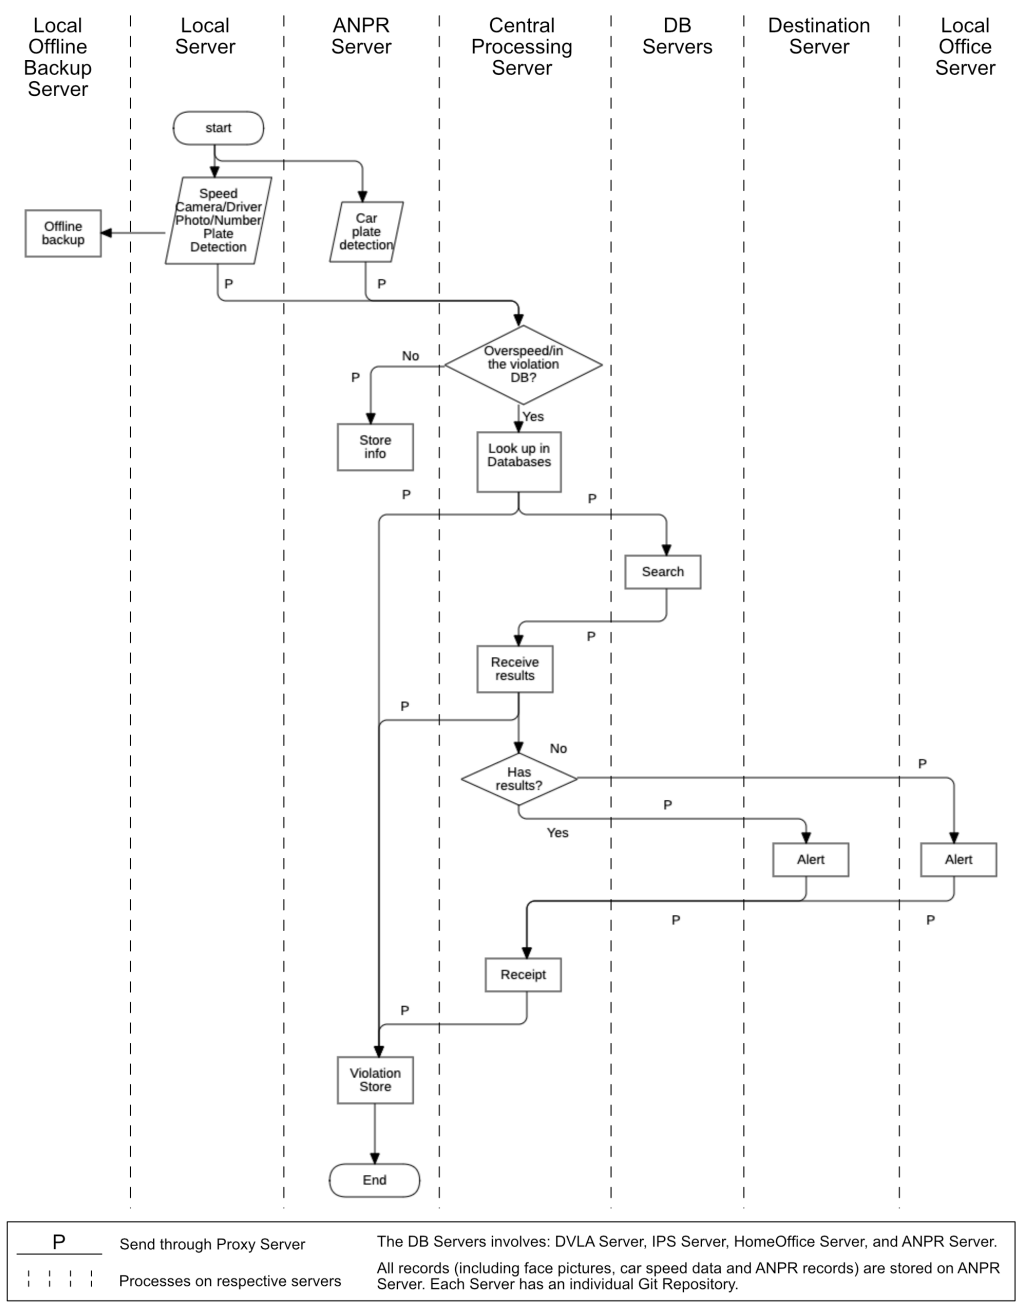 Local
Offline
Backup
Server
Local
Server
ANPR
Server
Central
Processing
Server
DB
Servers
Destination
Server
Local
Office
Server
start
Speed
Camera/Driver
Photo/Number
Plate
Detection
Car
plate
detection
Offline
backup
P
P
Overspeed/in
the violation
DB?
No
P
Yes
Store
info
Look up in
Databases
P
P
Search
P
Receive
results
P
No
Has
results?
P
P
Yes
Alert
Alert
P
P
Receipt
P
Violation
Store
End
P
Send through Proxy Server
Processes on respective servers
The DB Servers involves: DVLA Server, IPS Server, HomeOffice Server, and ANPR Server.
All records (including face pictures, car speed data and ANPR records) are stored on ANPR
Server. Each Server has an individual Git Repository.